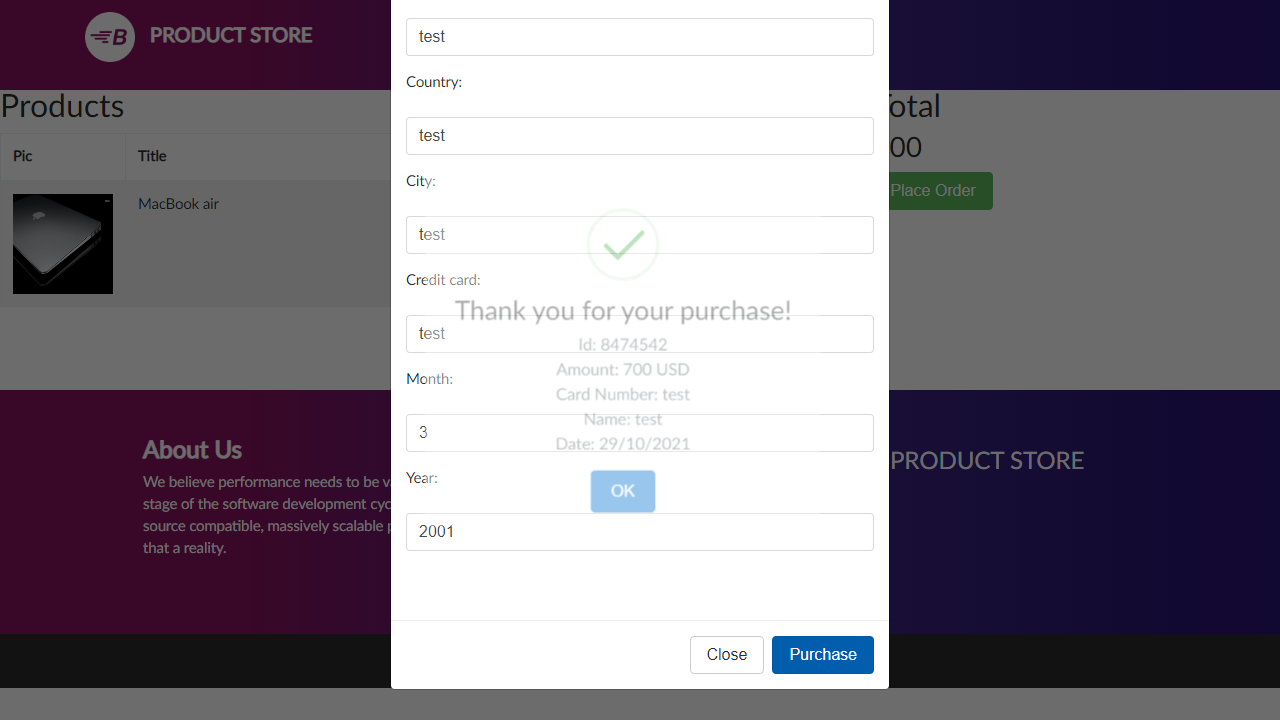 B PRODUCT STORE
test
Country:
test
Products
Pic Title
MacBook air
otal
00
Place Order
City:
test
Credit card:
test
Month:
3
Year:
2001
Thank you for your purchase!
Id: 8474542
Amount: 700 USD
Card Number: test
Name: test
Date: 29/10/2021
OK
About Us
We believe performance needs to be v
stage of the software development cyc
source compatible, massively scalable p
that a reality.
PRODUCT STORE
Close Purchase